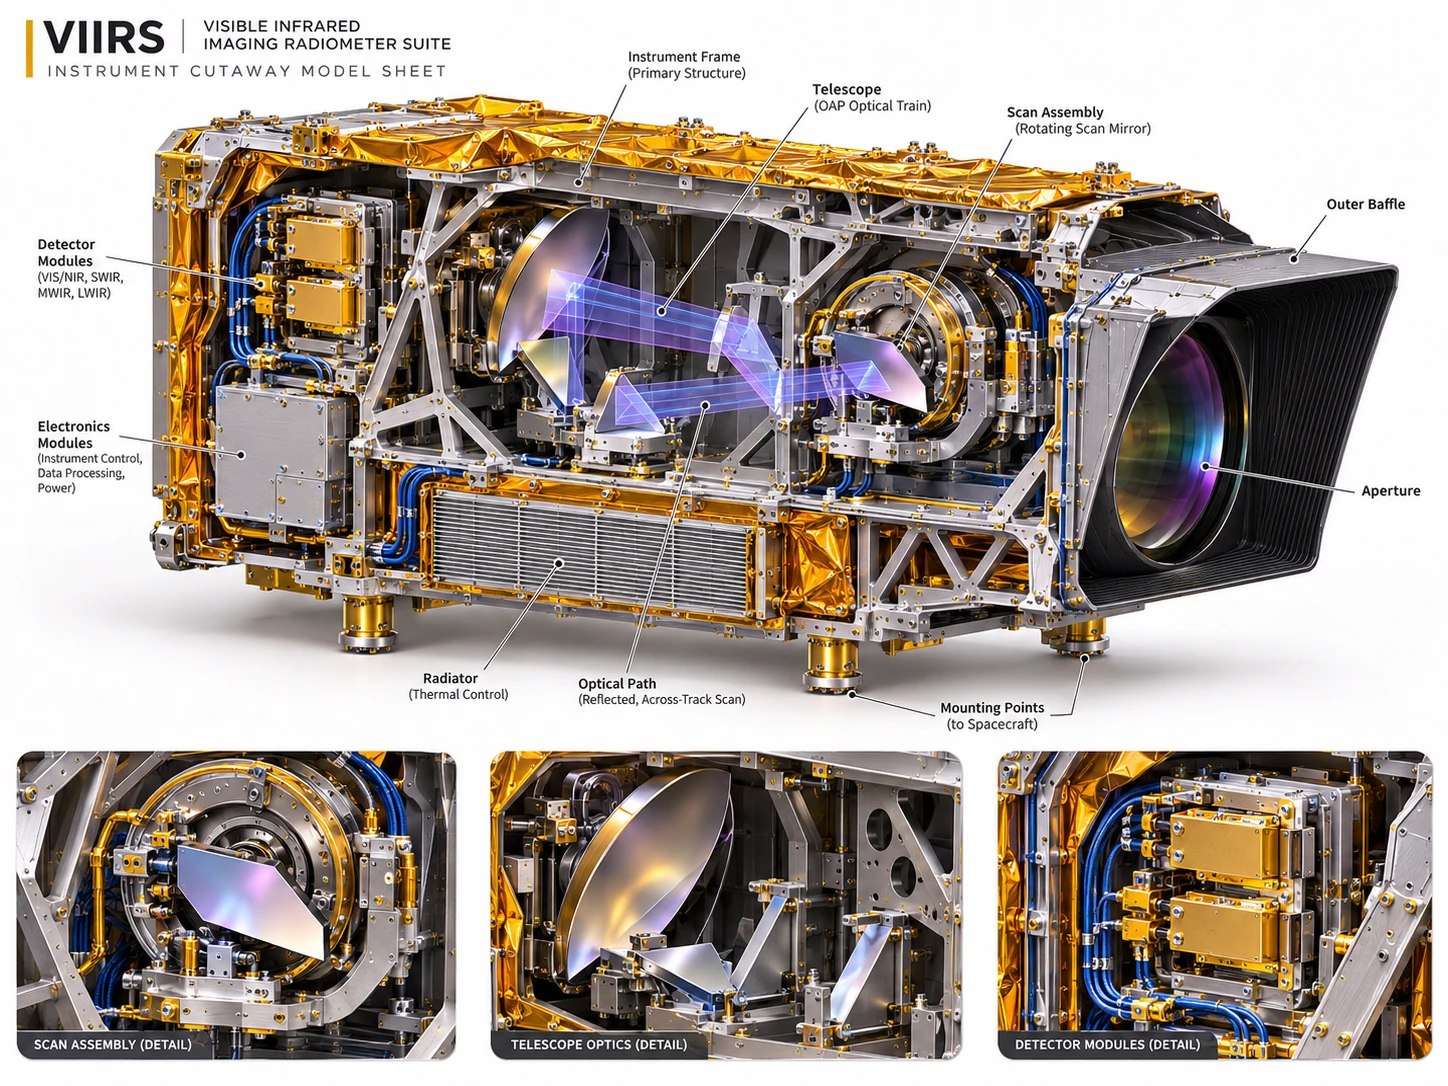 VIIRS
VISIBLE INFRARED
IMAGING RADIOMETER SUITE
INSTRUMENT CUTAWAY MODEL SHEET
Instrument Frame
(Primary Structure)
Telescope
(OAP Optical Train)
Scan Assembly
(Rotating Scan Mirror)
Outer Baffle
Detector
Modules
(VIS/NIR, SWIR,
MWIR, LWIR)
Electronics
Modules
(Instrument Control,
Data Processing,
Power)
Aperture
Radiator
(Thermal Control)
Optical Path
(Reflected, Across-Track Scan)
Mounting Points
(to Spacecraft)
SCAN ASSEMBLY (DETAIL)
TELESCOPE OPTICS (DETAIL)
DETECTOR MODULES (DETAIL)